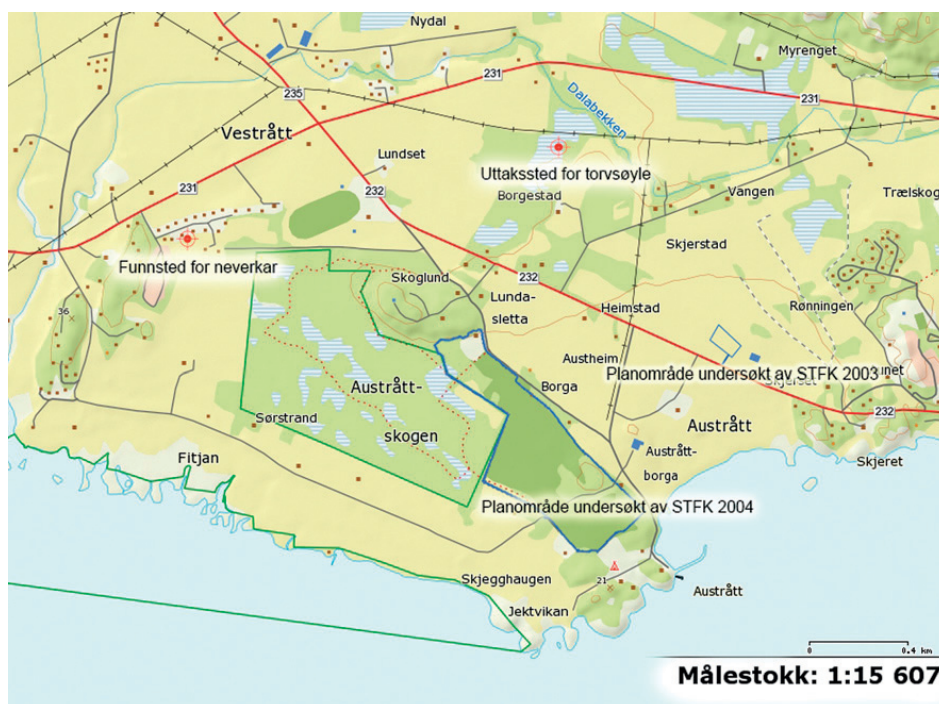 Nydal
Myrenget
231
235
231
Dalabekken
Vestrått
Lundset
Uttakssted for torvsøyle
231
232
Borgestad
Vangen
Trælskog
Skjerstad
Funnsted for neverkar
Skoglund
232
Lunda-
sletta
Heimstad
Rønningen
36
Austheim
Planområde undersøkt av STFK 2003
Borga
Austrått-
skogen
Sørstrand
232
Austrått
Fitjan
Austrått-
borga
Skjeret
Planområde undersøkt av STFK 2004
Skjegghaugen
21
Austrått
Jektvikan
0
0.4 km
Målestokk: 1:15 607